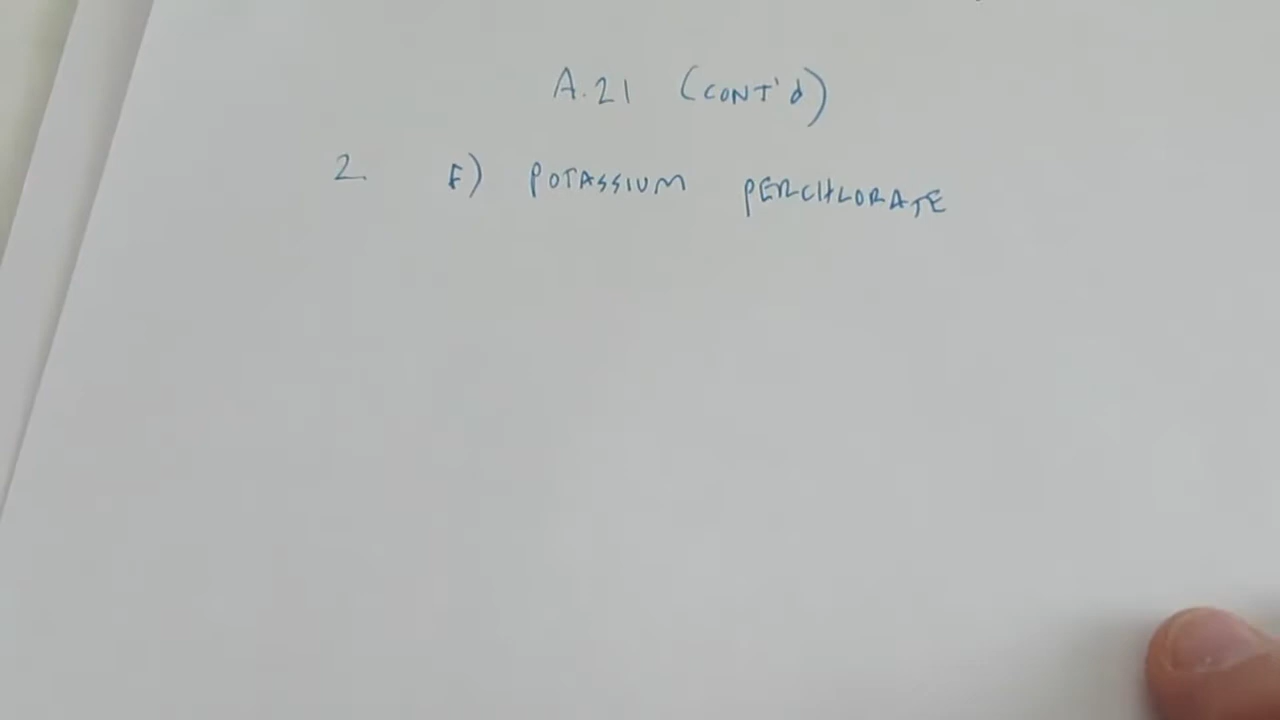 A.21 (CONT'd)
2. F) POTASSIUM PERCHLORATE